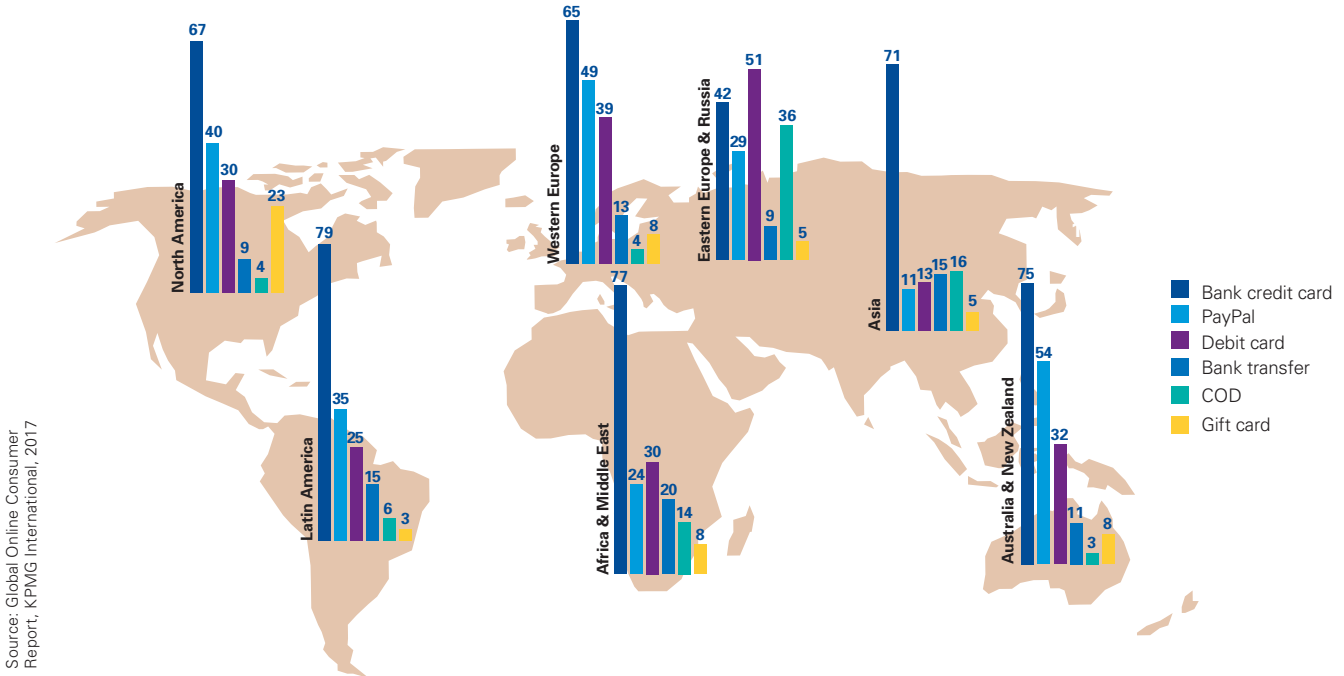 North America
67
40
30
9
4
23
Latin America
79
35
25
15
6
3
Western Europe
65
49
39
13
4
8
Eastern Europe & Russia
42
29
51
9
36
5
Africa & Middle East
77
24
30
20
14
8
Asia
71
11
13
15
16
5
Australia & New Zealand
75
54
32
11
3
8
Bank credit card
PayPal
Debit card
Bank transfer
COD
Gift card
Source: Global Online Consumer
Report, KPMG International, 2017